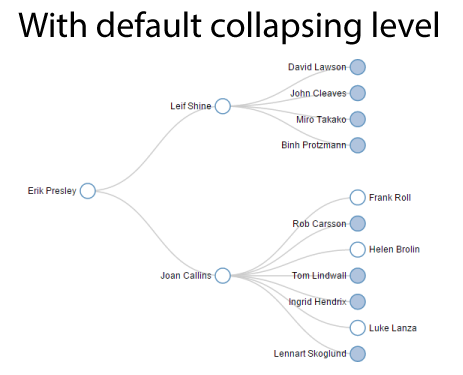 With default collapsing level
David Lawson
John Cleaves
Leif Shine
Miro Takako
Binh Protzmann
Erik Presley
Frank Roll
Rob Carsson
Helen Brolin
Joan Callins
Tom Lindwall
Ingrid Hendrix
Luke Lanza
Lennart Skoglund